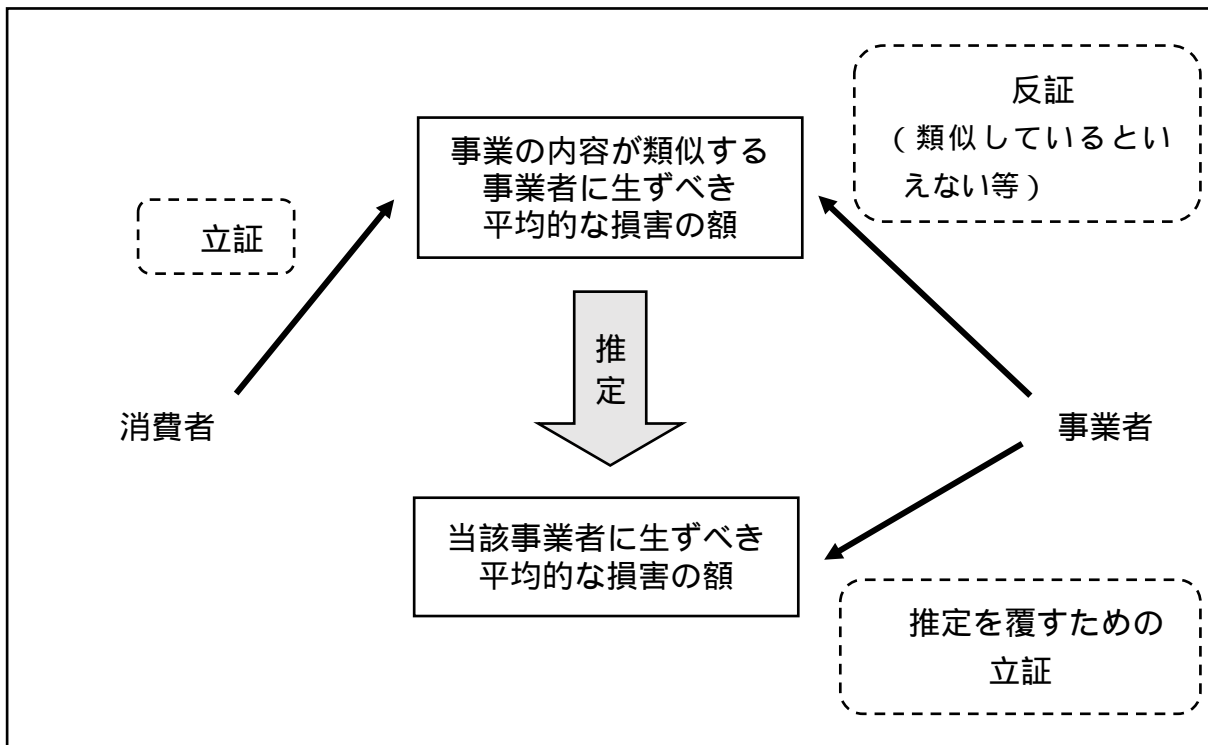 反証
（類似しているとい
えない等）
事業の内容が類似する
事業者に生ずべき
平均的な損害の額
立証
推
定
消費者
事業者
当該事業者に生ずべき
平均的な損害の額
推定を覆すための
立証